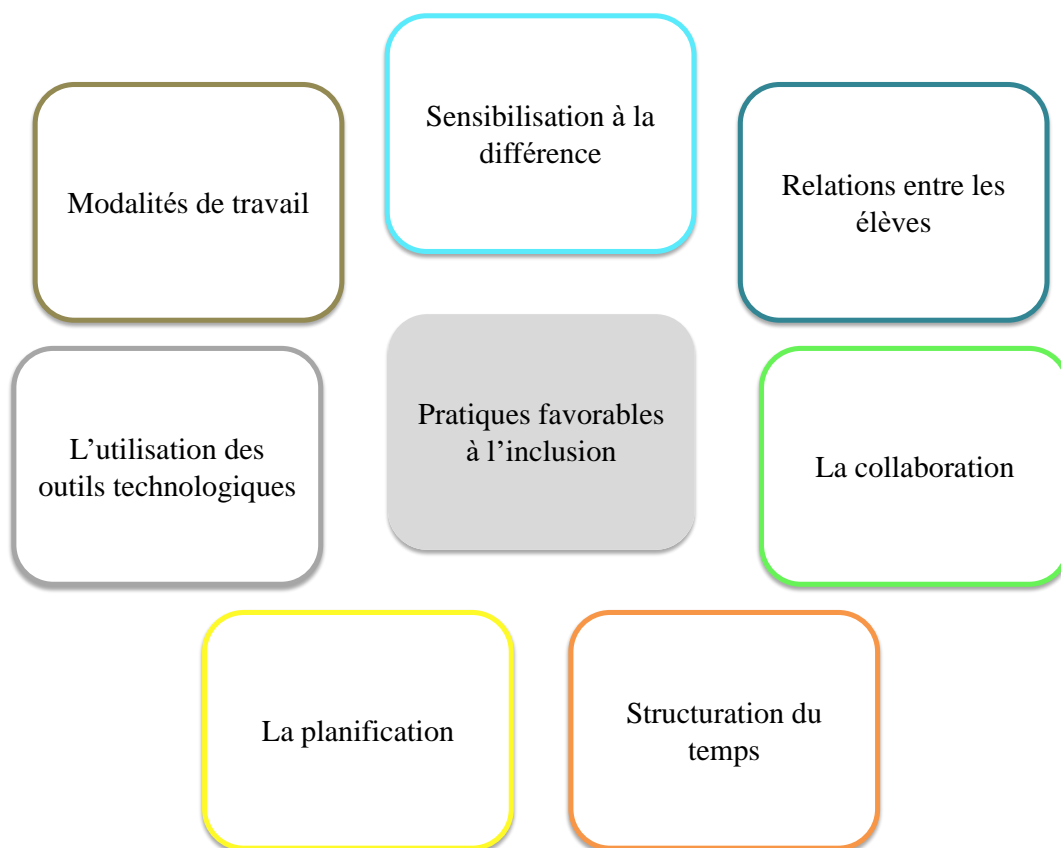 Sensibilisation à la
différence
Modalités de travail
Relations entre les
élèves
Pratiques favorables
à l’inclusion
L’utilisation des
outils technologiques
La collaboration
La planification
Structuration du
temps